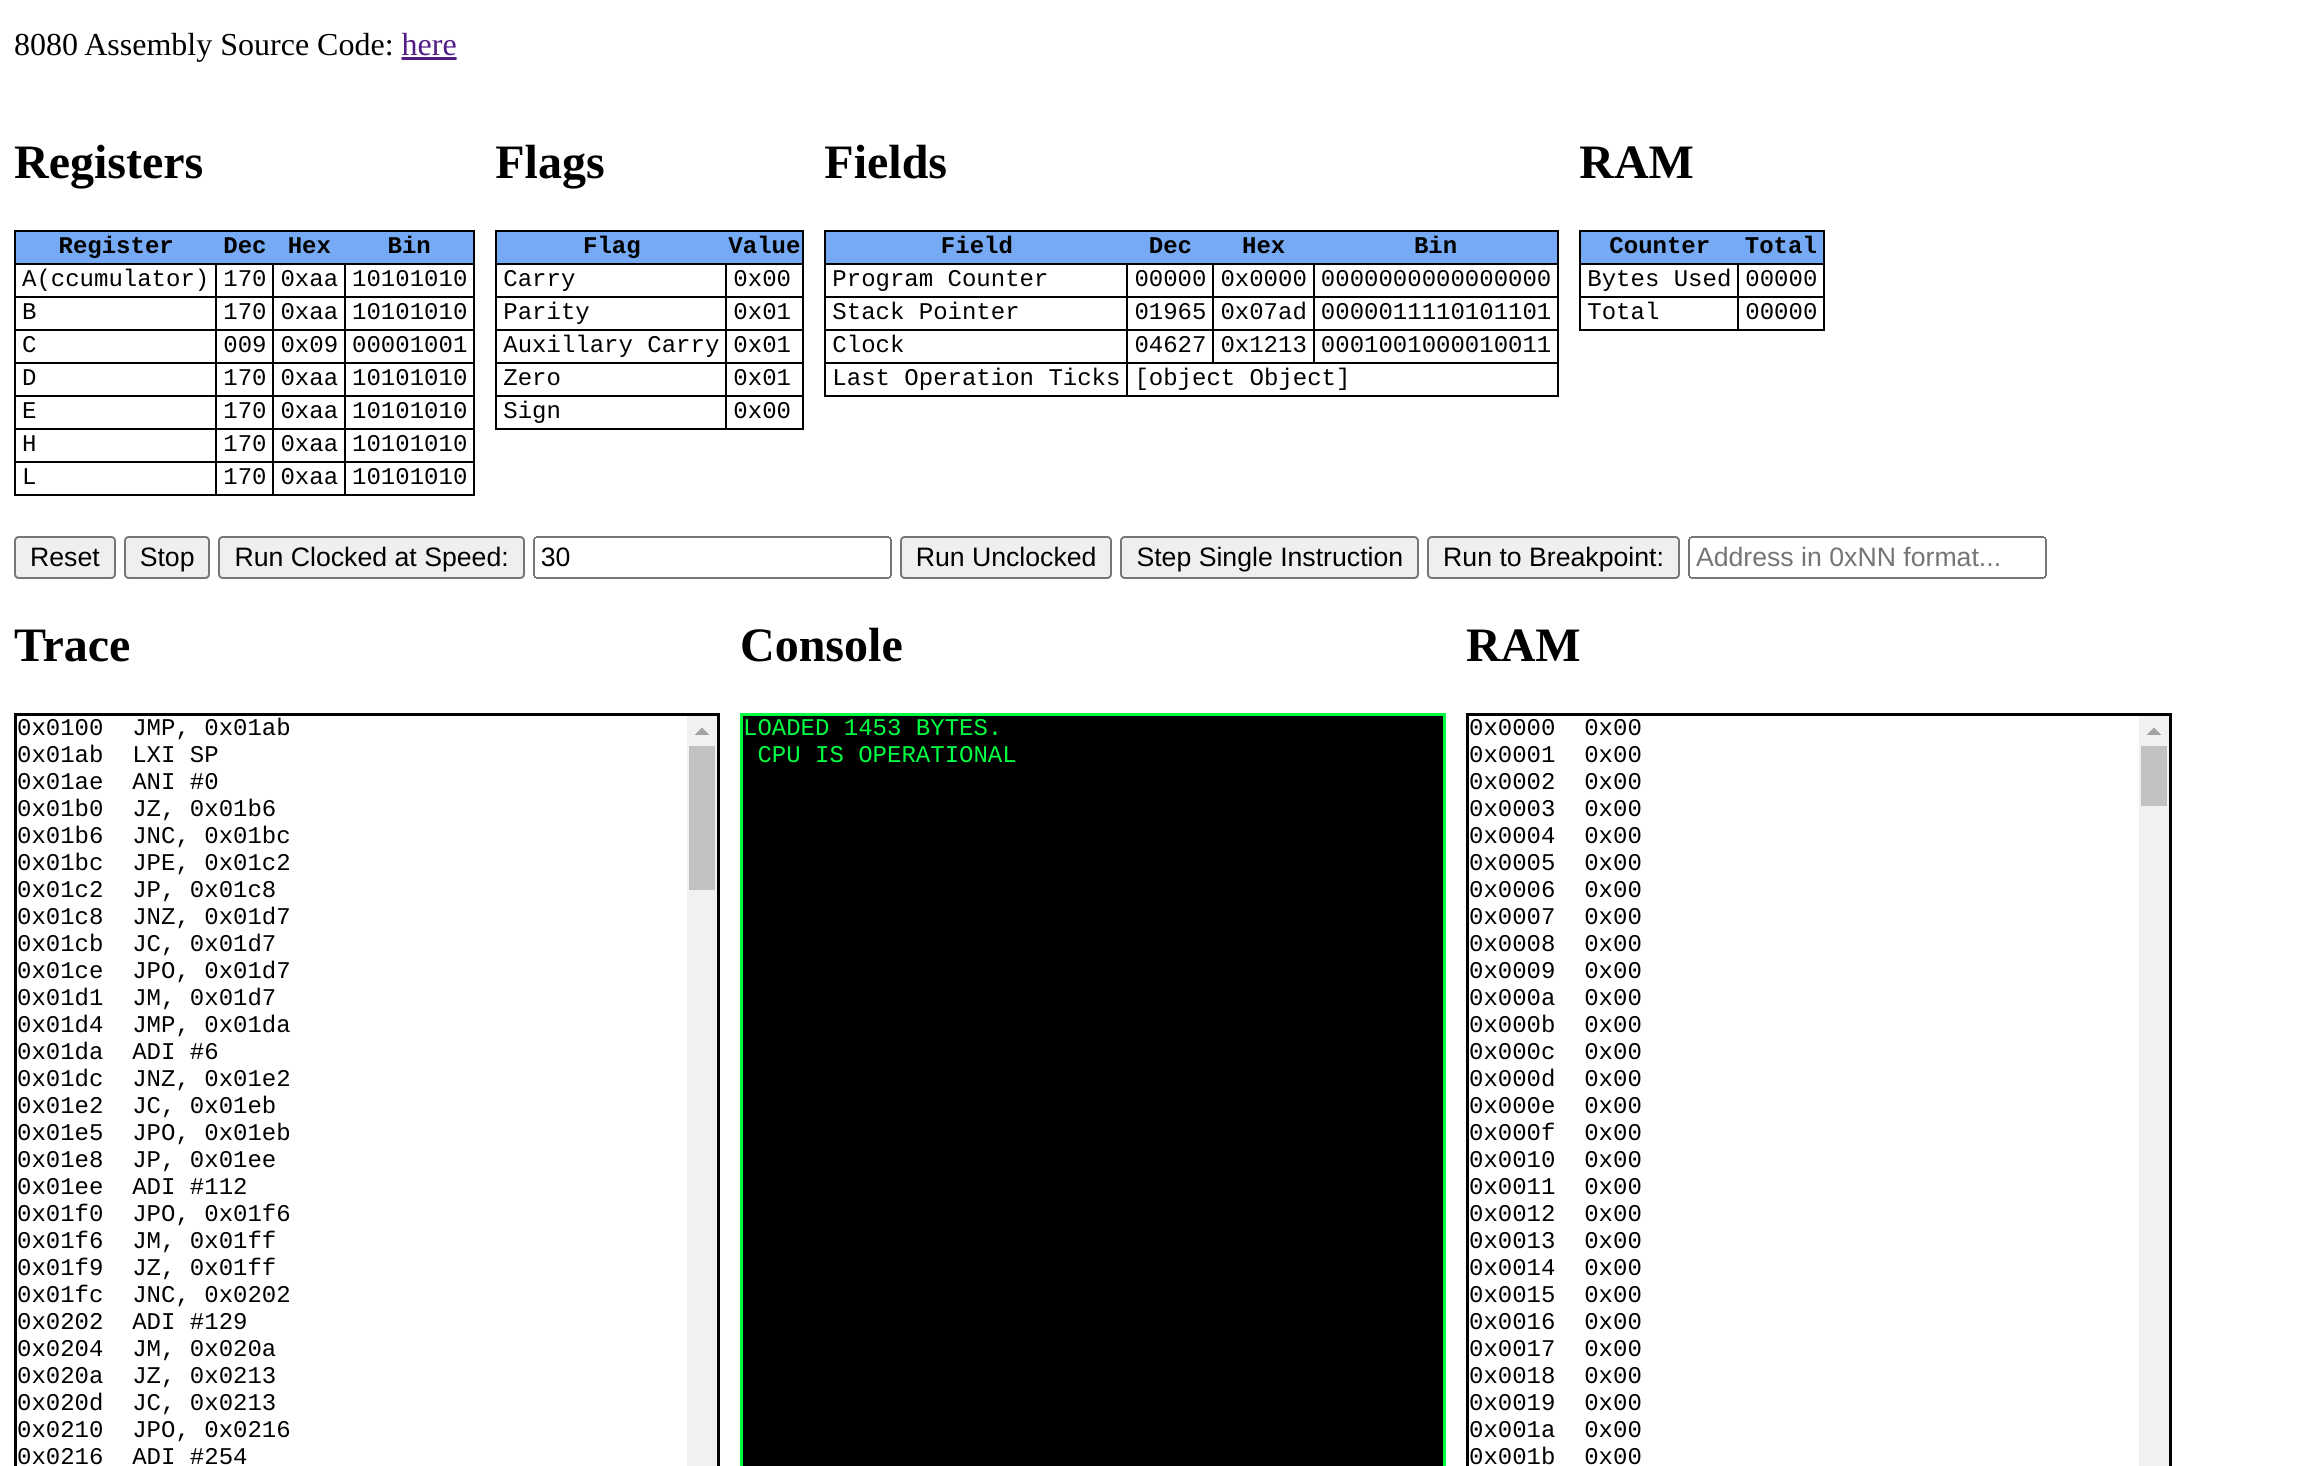 8080 Assembly Source Code: here
Registers
Register Dec Hex Bin
A(ccumulator) 170 0xaa 10101010
B 170 0xaa 10101010
C 009 0x09 00001001
D 170 0xaa 10101010
E 170 0xaa 10101010
H 170 0xaa 10101010
L 170 0xaa 10101010
Flags
Flag Value
Carry 0x00
Parity 0x01
Auxillary Carry 0x01
Zero 0x01
Sign 0x00
Fields
Field Dec Hex Bin
Program Counter 00000 0x0000 0000000000000000
Stack Pointer 01965 0x07ad 0000011110101101
Clock 04627 0x1213 0001001000010011
Last Operation Ticks [object Object]
RAM
Counter Total
Bytes Used 00000
Total 00000
Reset Stop Run Clocked at Speed: 30 Run Unclocked Step Single Instruction Run to Breakpoint: Address in 0xNN format...
Trace
0x0100 JMP, 0x01ab
0x01ab LXI SP
0x01ae ANI #0
0x01b0 JZ, 0x01b6
0x01b6 JNC, 0x01bc
0x01bc JPE, 0x01c2
0x01c2 JP, 0x01c8
0x01c8 JNZ, 0x01d7
0x01cb JC, 0x01d7
0x01ce JPO, 0x01d7
0x01d1 JM, 0x01d7
0x01d4 JMP, 0x01da
0x01da ADI #6
0x01dc JNZ, 0x01e2
0x01e2 JC, 0x01eb
0x01e5 JPO, 0x01eb
0x01e8 JP, 0x01ee
0x01ee ADI #112
0x01f0 JPO, 0x01f6
0x01f6 JM, 0x01ff
0x01f9 JZ, 0x01ff
0x01fc JNC, 0x0202
0x0202 ADI #129
0x0204 JM, 0x020a
0x020a JZ, 0x0213
0x020d JC, 0x0213
0x0210 JPO, 0x0216
0x0216 ADI #254
Console
LOADED 1453 BYTES.
CPU IS OPERATIONAL
RAM
0x0000 0x00
0x0001 0x00
0x0002 0x00
0x0003 0x00
0x0004 0x00
0x0005 0x00
0x0006 0x00
0x0007 0x00
0x0008 0x00
0x0009 0x00
0x000a 0x00
0x000b 0x00
0x000c 0x00
0x000d 0x00
0x000e 0x00
0x000f 0x00
0x0010 0x00
0x0011 0x00
0x0012 0x00
0x0013 0x00
0x0014 0x00
0x0015 0x00
0x0016 0x00
0x0017 0x00
0x0018 0x00
0x0019 0x00
0x001a 0x00
0x001b 0x00